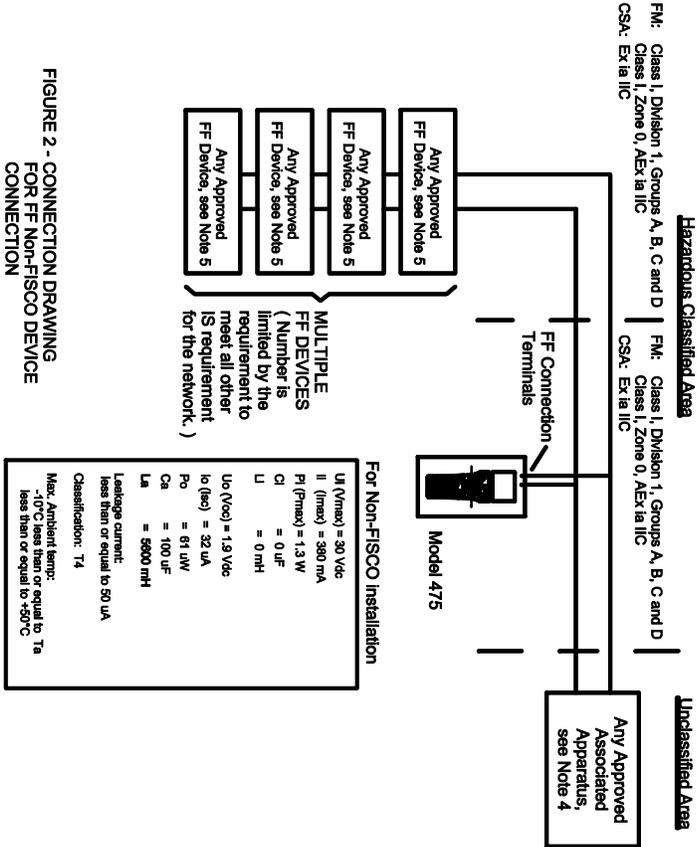 Hazardous Classified Area
Unclassified Area
FM: Class I, Division 1, Groups A, B, C and D
Class I, Zone 0, AEx ia IIC
CSA: Ex ia IIC
FM: Class I, Division 1, Groups A, B, C and D
Class I, Zone 0, AEx ia IIC
CSA: Ex ia IIC
Any Approved
Associated
Apparatus,
see Note 4
FF Connection
Terminals
Model 475
Any Approved
FF Device, see Note 5
Any Approved
FF Device, see Note 5
Any Approved
FF Device, see Note 5
Any Approved
FF Device, see Note 5
MULTIPLE
FF DEVICES
( Number is
limited by the
requirement to
meet all other
IS requirement
for the network. )
For Non-FISCO installation
Ui (Vmax) = 30 Vdc
Ii (Imax) = 380 mA
Pi (Pmax) = 1.3 W
Ci = 0 uF
Li = 0 mH
Uo (Voc) = 1.9 Vdc
Io (Isc) = 32 uA
Po = 61 uW
Ca = 100 uF
La = 5600 mH
Leakage current:
less than or equal to 50 uA
Classification: T4
Max. Ambient temp:
-10°C less than or equal to Ta
less than or equal to +50°C
FIGURE 2 - CONNECTION DRAWING
FOR FF Non-FISCO DEVICE
CONNECTION